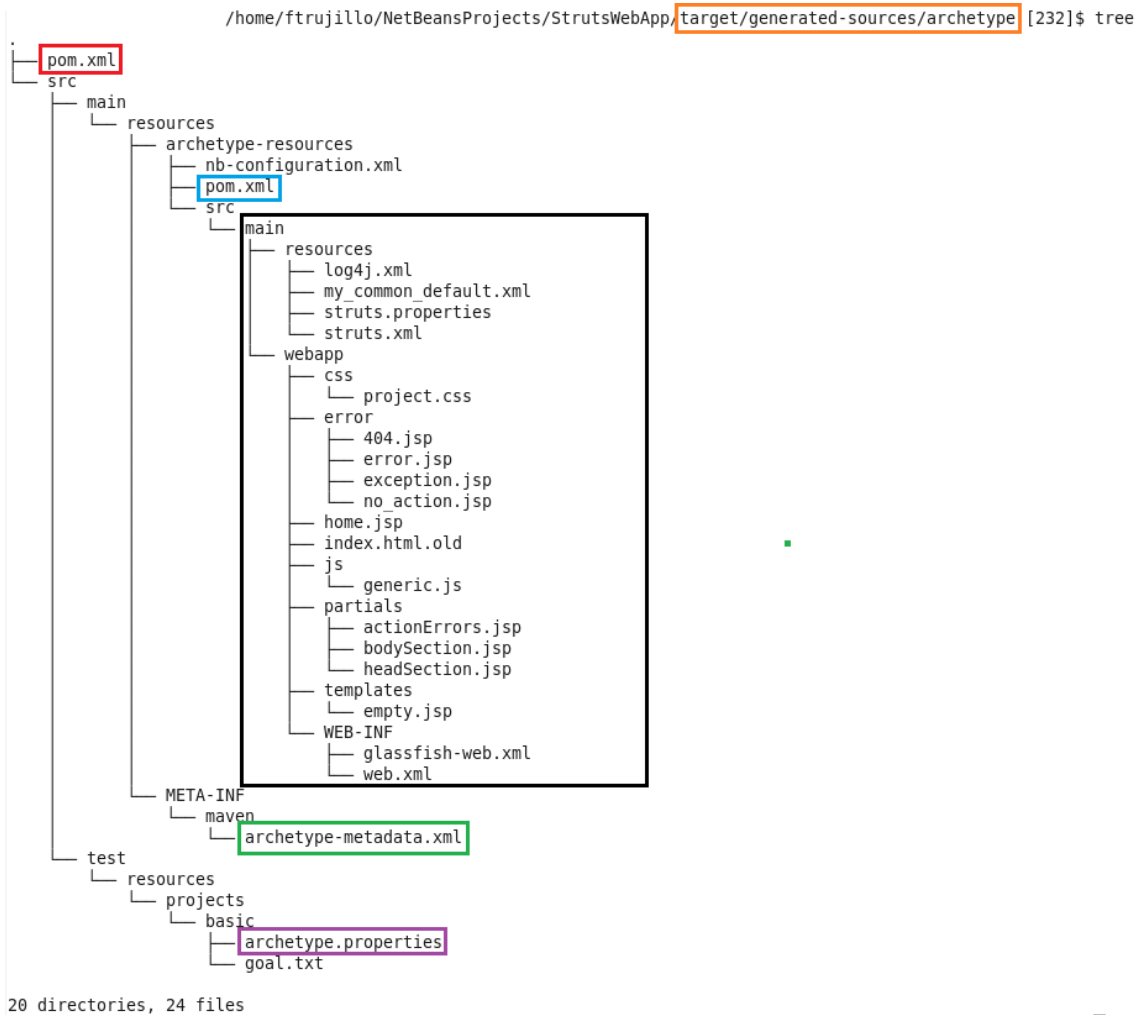 /home/ftrujillo/NetBeansProjects/StrutsWebApp/target/generated-sources/archetype [232]$ tree
.
├── pom.xml
└── src
    ├── main
    │   └── resources
    │       ├── archetype-resources
    │       │   ├── nb-configuration.xml
    │       │   ├── pom.xml
    │       │   └── src
    │       │       └── main
    │       │           ├── resources
    │       │           │   ├── log4j.xml
    │       │           │   ├── my_common_default.xml
    │       │           │   ├── struts.properties
    │       │           │   └── struts.xml
    │       │           └── webapp
    │       │               ├── css
    │       │               │   └── project.css
    │       │               ├── error
    │       │               │   ├── 404.jsp
    │       │               │   ├── error.jsp
    │       │               │   ├── exception.jsp
    │       │               │   └── no_action.jsp
    │       │               ├── home.jsp
    │       │               ├── index.html.old
    │       │               ├── js
    │       │               │   └── generic.js
    │       │               ├── partials
    │       │               │   ├── actionErrors.jsp
    │       │               │   ├── bodySection.jsp
    │       │               │   └── headSection.jsp
    │       │               ├── templates
    │       │               │   └── empty.jsp
    │       │               └── WEB-INF
    │       │                   ├── glassfish-web.xml
    │       │                   └── web.xml
    │       └── META-INF
    │           └── maven
    │               └── archetype-metadata.xml
    └── test
        └── resources
            └── projects
                └── basic
                    ├── archetype.properties
                    └── goal.txt

20 directories, 24 files